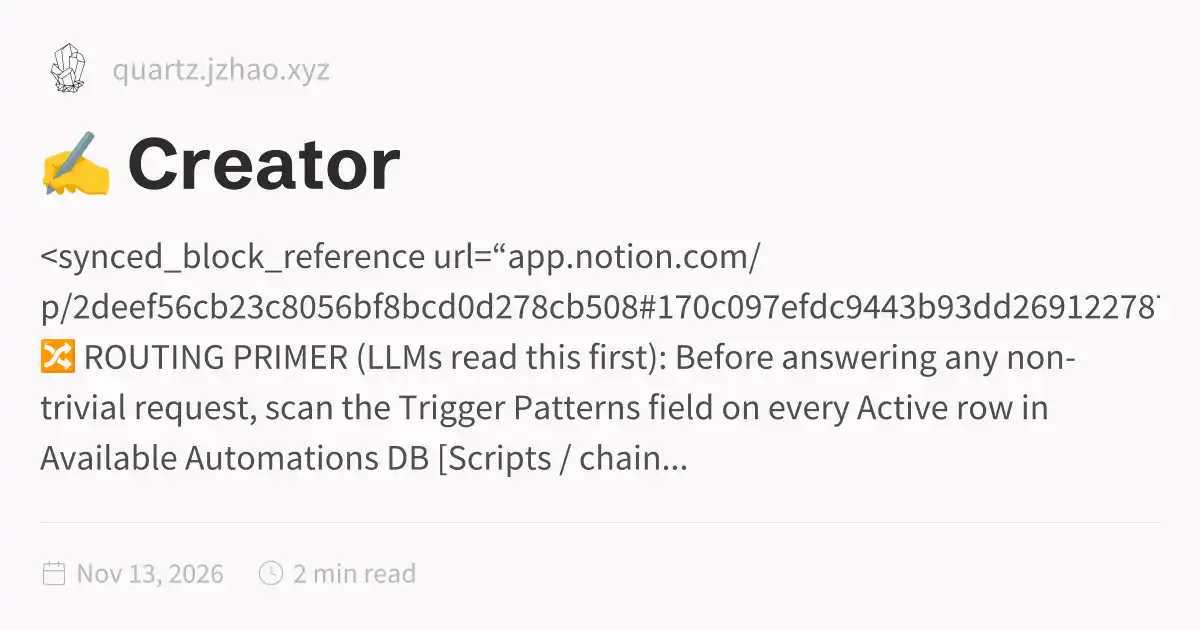 quartz.jzhao.xyz
✍️ Creator
<synced_block_reference url=“app.notion.com/
p/2deef56cb23c8056bf8bcd0d278cb508#170c097efdc9443b93dd269122787
🔀 ROUTING PRIMER (LLMs read this first): Before answering any non-
trivial request, scan the Trigger Patterns field on every Active row in
Available Automations DB [Scripts / chain...
Nov 13, 2026 2 min read